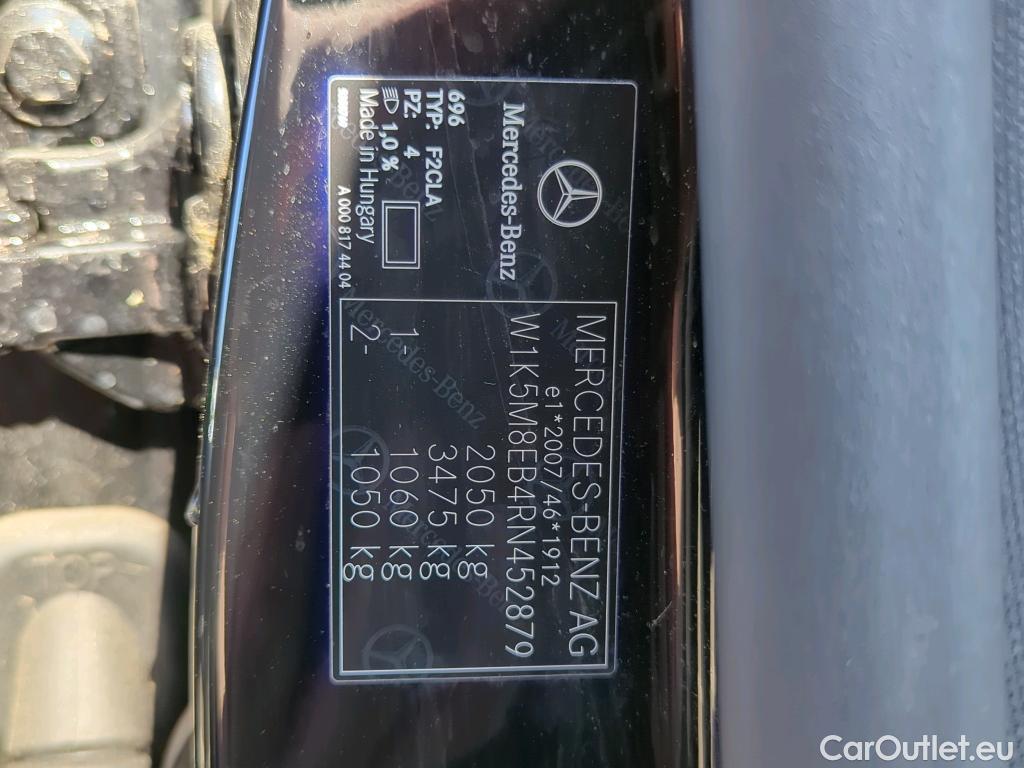 Mercedes-Benz
696
TYP: F2CLA
PZ: 4
1,0 %
Made in Hungary
A 000 817 44 04
MERCEDES-BENZ AG
e1*2007/46*1912
W1K5M8EB4RN452879
2050 kg
3475 kg
1- 1060 kg
2- 1050 kg
CarOutlet.eu